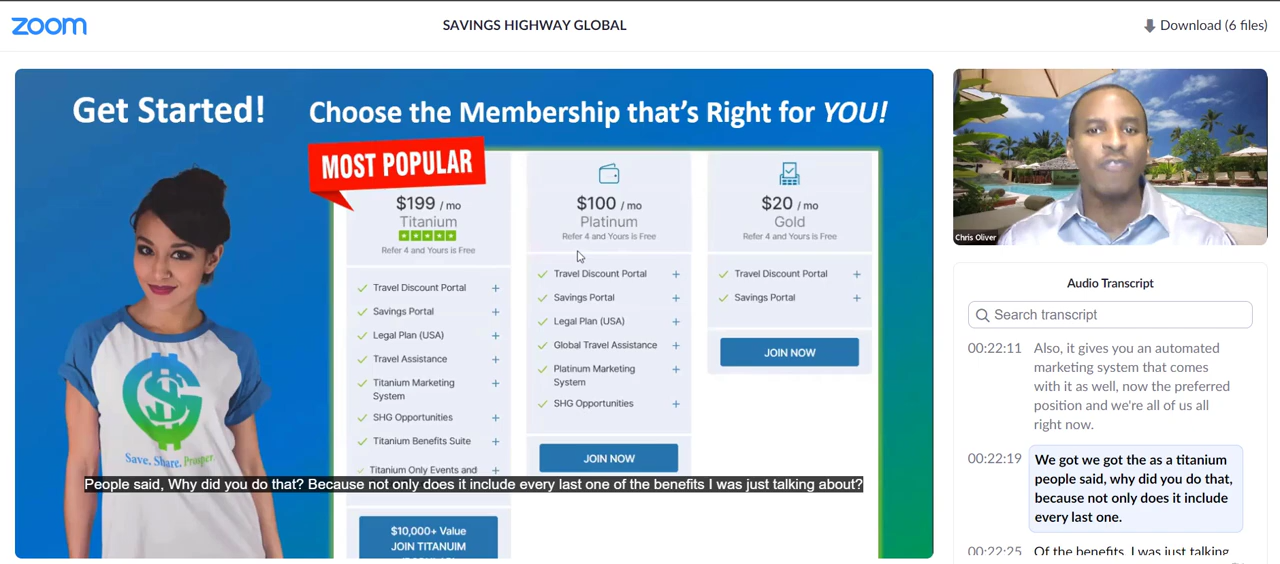 zoom
SAVINGS HIGHWAY GLOBAL
Download (6 files)
Get Started!
Choose the Membership that's Right for YOU!
MOST POPULAR
$199 / mo
Titanium
Refer 4 and Yours is Free
Travel Discount Portal
Savings Portal
Legal Plan (USA)
Travel Assistance
Titanium Marketing
System
SHG Opportunities
Titanium Benefits Suite
Titanium Only Events and
$10,000+ Value
JOIN TITANUIM
$100 / mo
Platinum
Refer 4 and Yours is Free
Travel Discount Portal
Savings Portal
Legal Plan (USA)
Global Travel Assistance
Platinum Marketing
System
SHG Opportunities
JOIN NOW
$20 / mo
Gold
Refer 4 and Yours is Free
Travel Discount Portal
Savings Portal
JOIN NOW
Save. Share. Prosper.
People said, Why did you do that? Because not only does it include every last one of the benefits I was just talking about?
Chris Oliver
Audio Transcript
Search transcript
00:22:11
Also, it gives you an automated
marketing system that comes
with it as well, now the preferred
position and we're all of us all
right now.
00:22:19
We got we got the as a titanium
people said, why did you do that,
because not only does it include
every last one.
00:22:25
Of the benefits, I was just talking